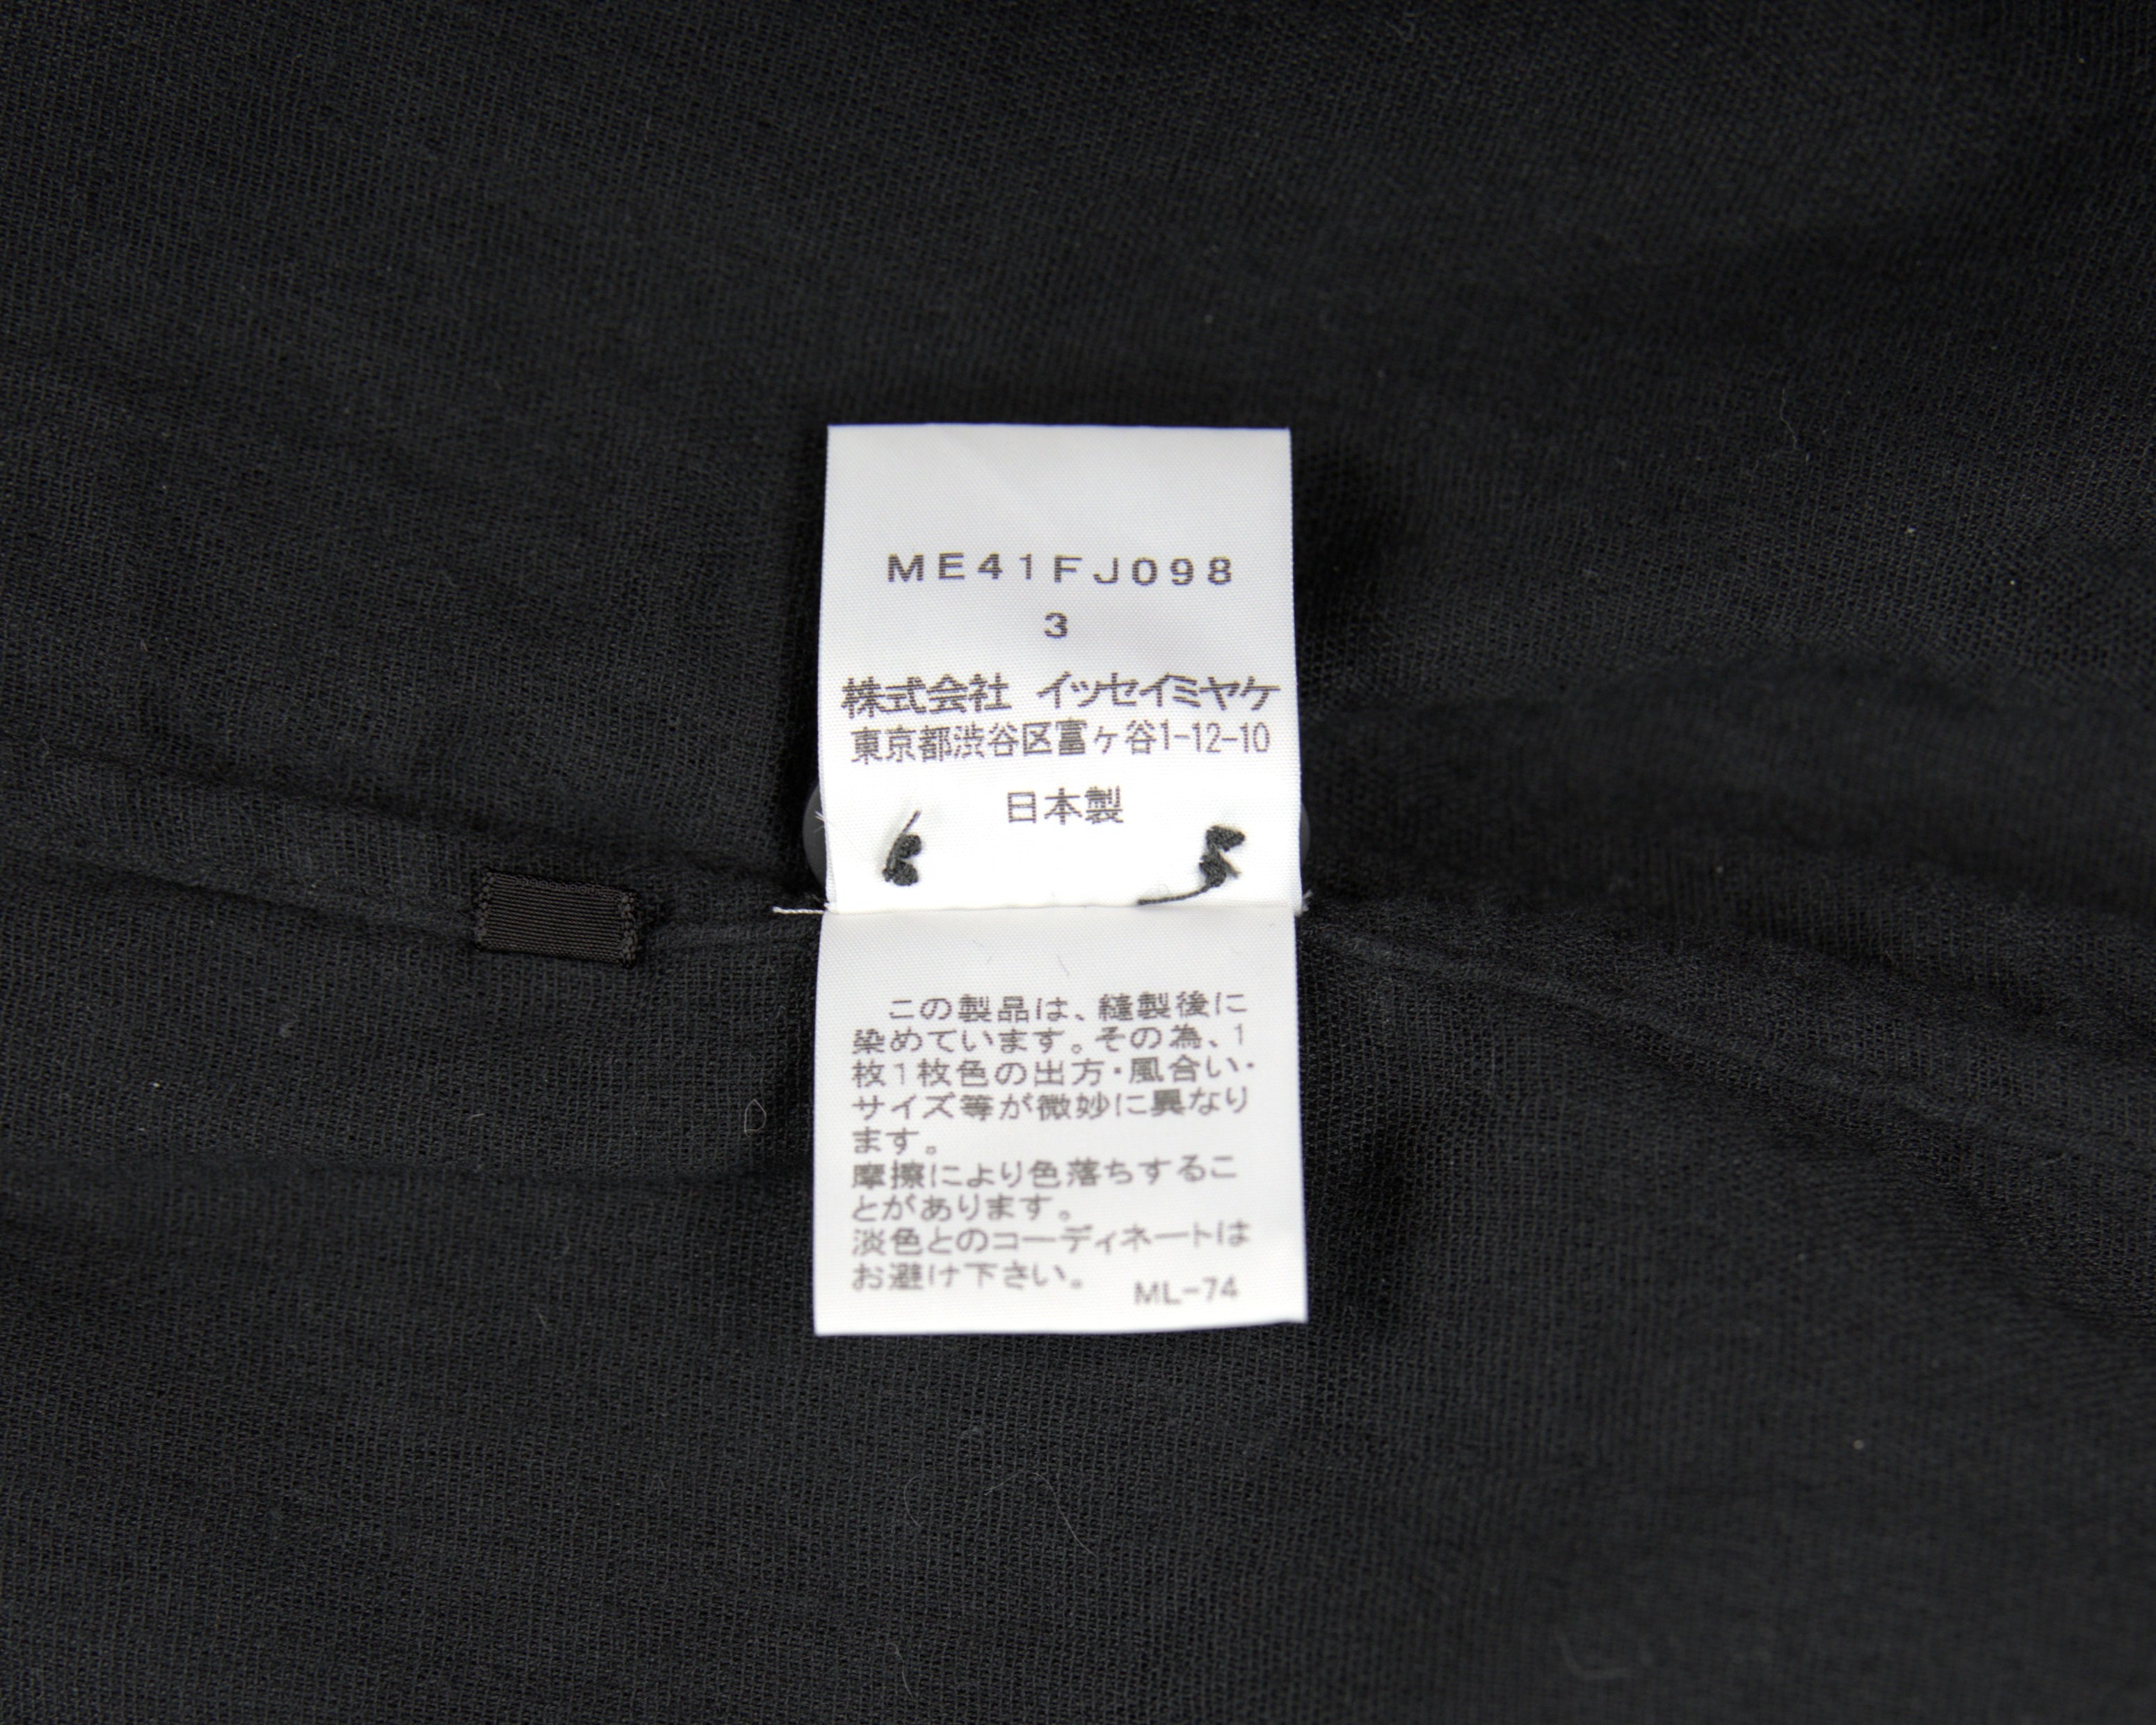 ME41FJ098
3
株式会社 イッセイミヤケ
東京都渋谷区富ヶ谷1-12-10
日本製
この製品は、縫製後に
染めています。その為、1
枚1枚色の出方・風合い・
サイズ等が微妙に異なり
ます。
摩擦により色落ちするこ
とがあります。
淡色とのコーディネートは
お避け下さい。 ML-74